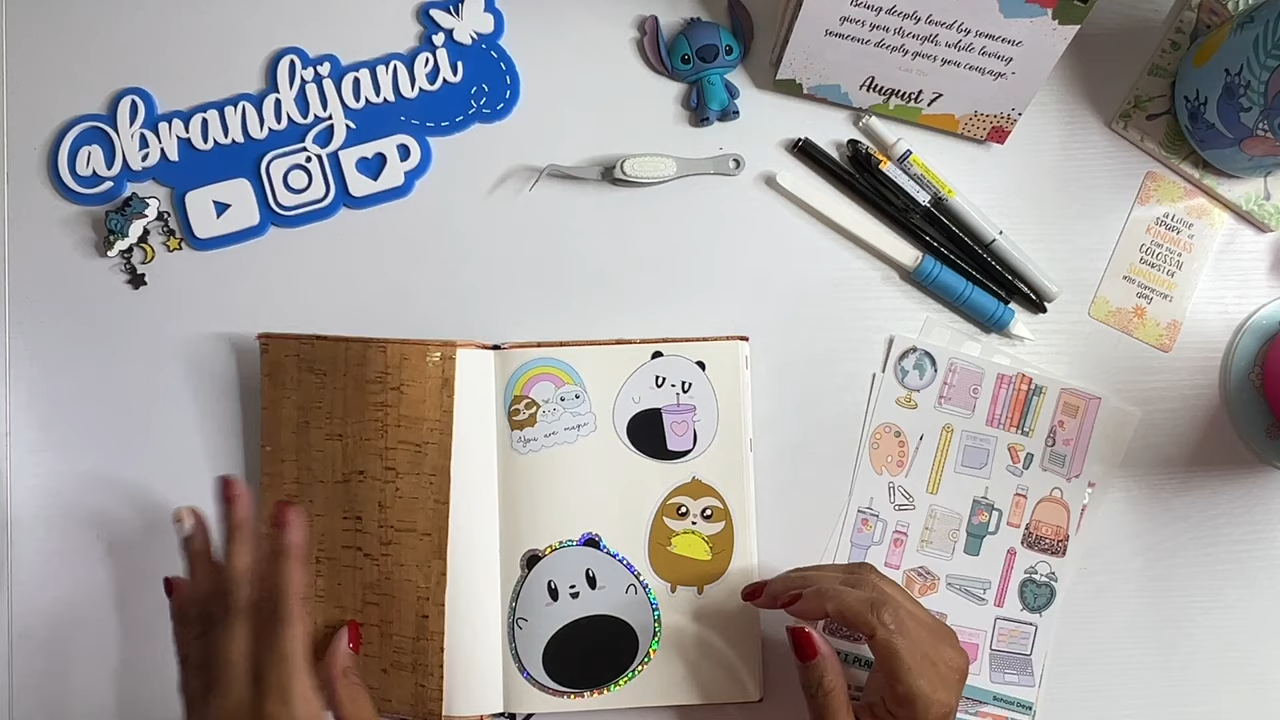 @brandijanei
"Being deeply loved by someone
gives you strength, while loving
someone deeply gives you courage."
August 7
a Little
SPARK of
KINDNESS
can put a
COLOSSAL
burst of
SUNSHINE
into someone's
day
You are magic
School Days